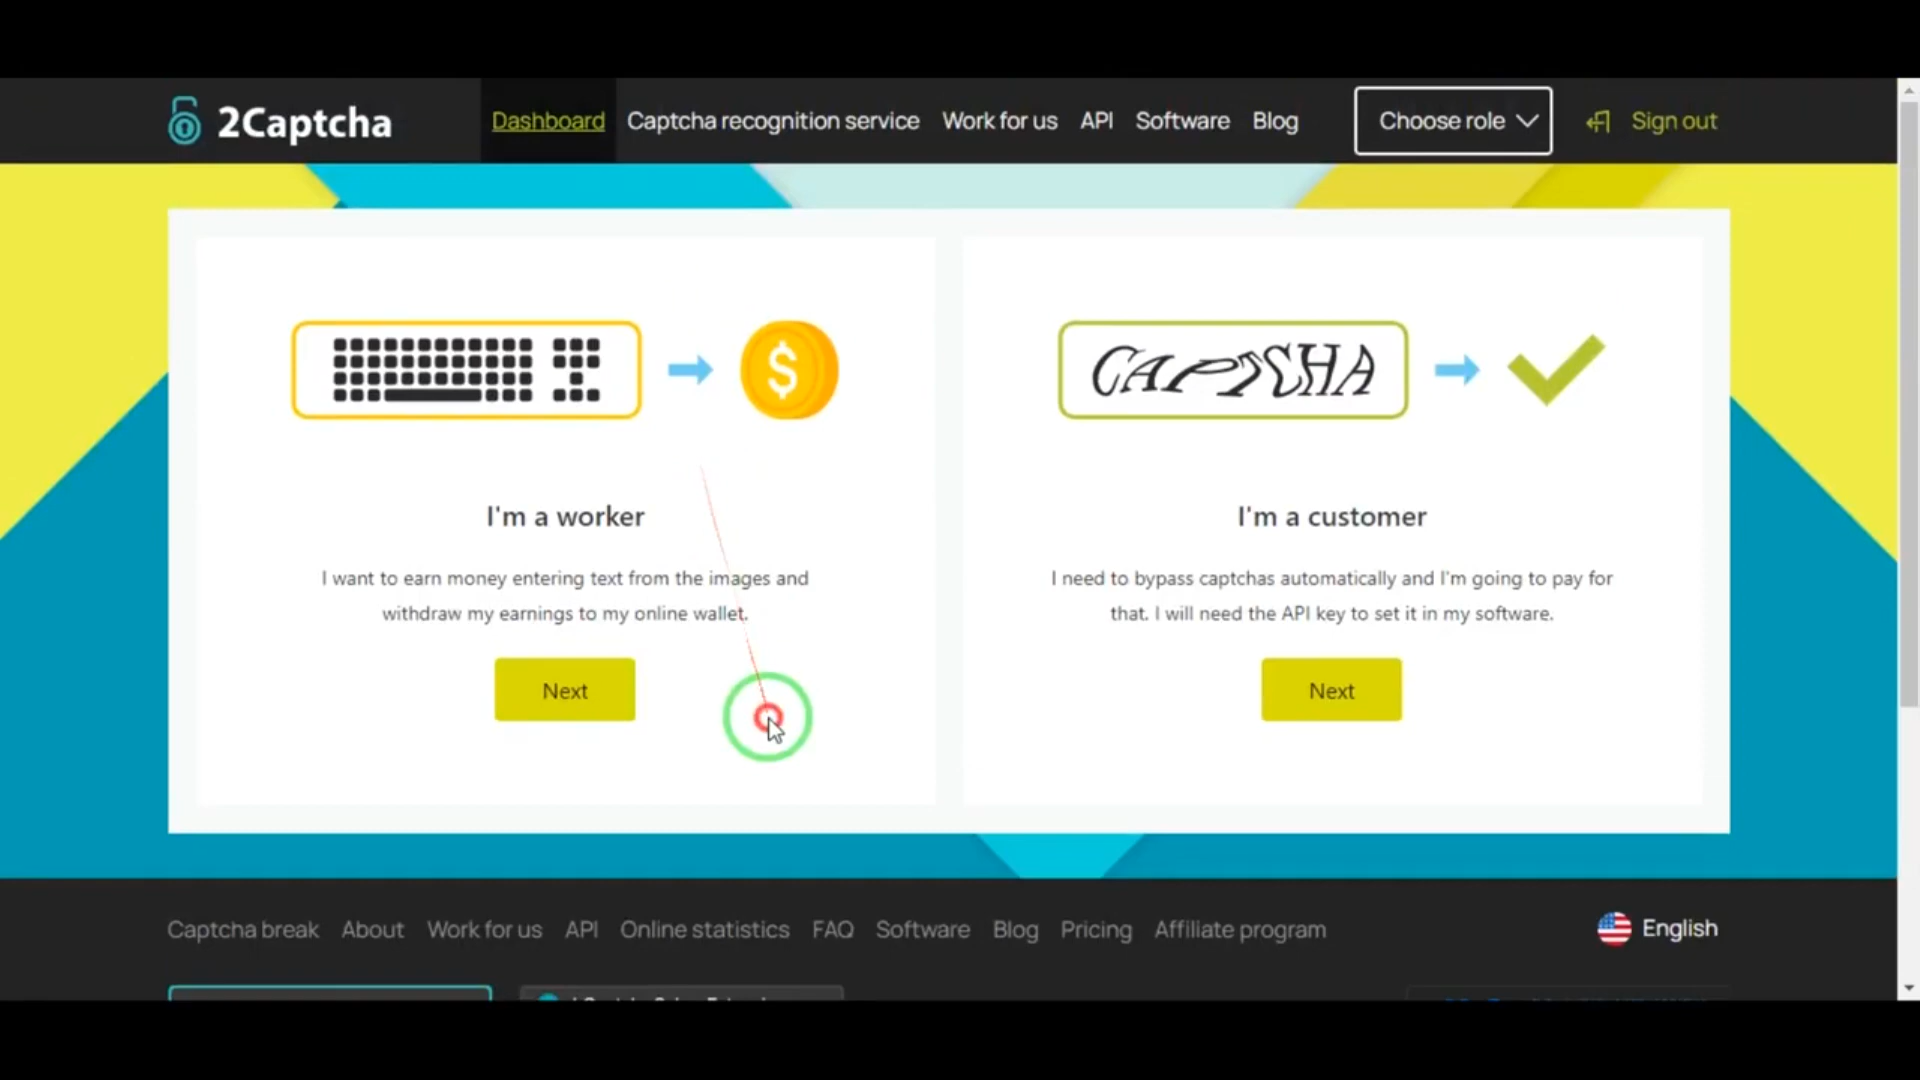 2Captcha
Dashboard
Captcha recognition service
Work for us
API
Software
Blog
Choose role
Sign out
$
CAPTCHA
I'm a worker
I want to earn money entering text from the images and
withdraw my earnings to my online wallet.
Next
I'm a customer
I need to bypass captchas automatically and I'm going to pay for
that. I will need the API key to set it in my software.
Next
Captcha break
About
Work for us
API
Online statistics
FAQ
Software
Blog
Pricing
Affiliate program
English